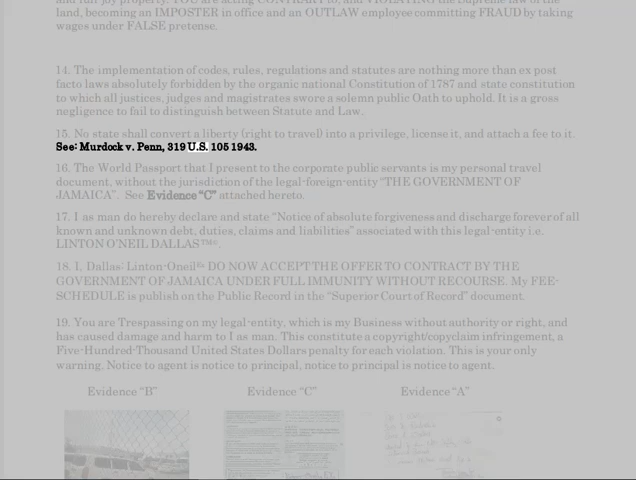 and full joy property. YOU are acting CONTRARY to, and VIOLATING the Supreme law of the
land, becoming an IMPOSTER in office and an OUTLAW employee committing FRAUD by taking
wages under FALSE pretense.
14. The implementation of codes, rules, regulations and statutes are nothing more than ex post
facto laws absolutely forbidden by the organic national Constitution of 1787 and state constitution
to which all justices, judges and magistrates swore a solemn public Oath to uphold. It is a gross
negligence to fail to distinguish between Statute and Law.
15. No state shall convert a liberty (right to travel) into a privilege, license it, and attach a fee to it.
See: Murdock v. Penn, 319 U.S. 105 1943.
16. The World Passport that I present to the corporate public servants is my personal travel
document, without the jurisdiction of the legal-foreign-entity “THE GOVERNMENT OF
JAMAICA”. See Evidence “C” attached hereto.
17. I as man do hereby declare and state “Notice of absolute forgiveness and discharge forever of all
known and unknown debt, duties, claims and liabilities” associated with this legal-entity i.e.
LINTON O’NEIL DALLAS™©.
18. I, Dallas: Linton-Oneil DO NOW ACCEPT THE OFFER TO CONTRACT BY THE
GOVERNMENT OF JAMAICA UNDER FULL IMMUNITY WITHOUT RECOURSE. My FEE-
SCHEDULE is publish on the Public Record in the “Superior Court of Record” document.
19. You are Trespassing on my legal-entity, which is my Business without authority or right, and
has caused damage and harm to I as man. This constitute a copyright/copyclaim infringement, a
Five-Hundred-Thousand United States Dollars penalty for each violation. This is your only
warning. Notice to agent is notice to principal, notice to principal is notice to agent.
Evidence “B” Evidence “C” Evidence “A”